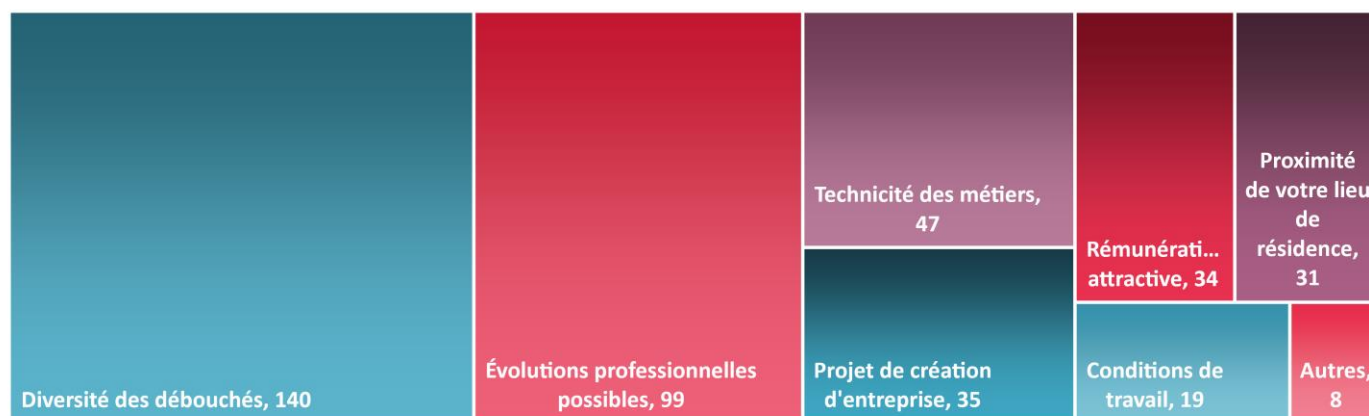 Diversité des débouchés, 140
Évolutions professionnelles
possibles, 99
Technicité des métiers,
47
Projet de création
d'entreprise, 35
Rémunérati...
attractive, 34
Proximité
de votre lieu
de
résidence,
31
Conditions de
travail, 19
Autres,
8